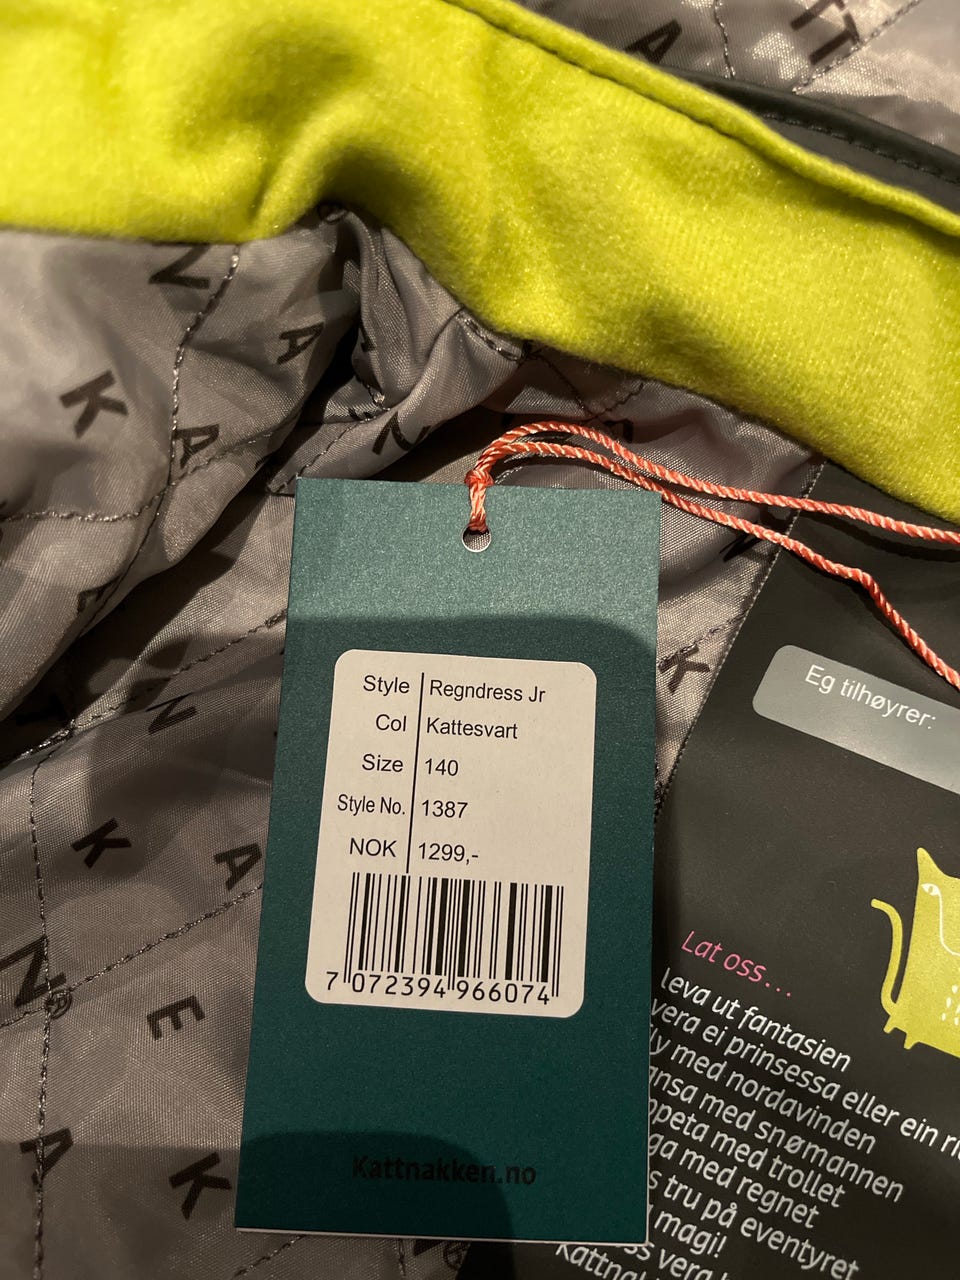 Style Regndress Jr
Col Kattesvart
Size 140
Style No. 1387
NOK 1299,-
7 072394 966074
Kattnakken.no
Eg tilhøyrer:
Lat oss...
leva ut fantasien
vera ei prinsessa eller ein
med nordavinden
med snømannen
med trollet
med regnet
tru på eventyret
magi!
vera